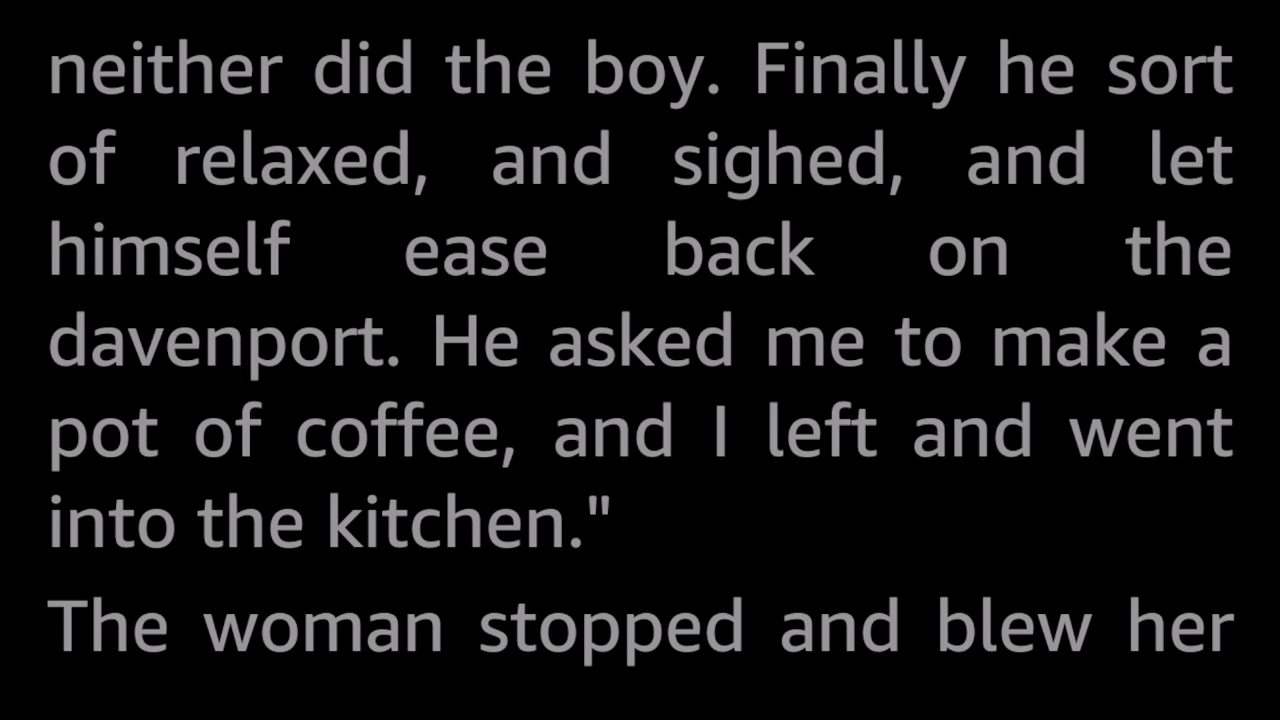 neither did the boy. Finally he sort
of relaxed, and sighed, and let
himself ease back on the
davenport. He asked me to make a
pot of coffee, and I left and went
into the kitchen."
The woman stopped and blew her